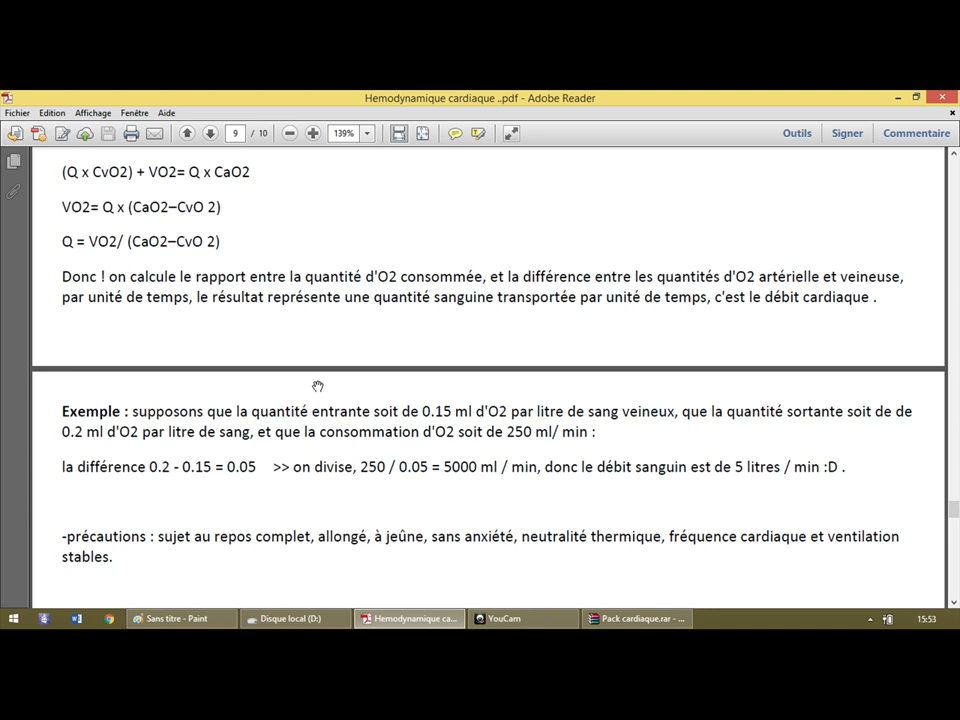 Hemodynamique cardiaque ..pdf - Adobe Reader
Fichier Edition Affichage Fenêtre Aide
9 / 10 139% Outils Signer Commentaire
(Q x CvO2) + VO2= Q x CaO2
VO2= Q x (CaO2–CvO 2)
Q = VO2/ (CaO2–CvO 2)
Donc ! on calcule le rapport entre la quantité d'O2 consommée, et la différence entre les quantités d'O2 artérielle et veineuse,
par unité de temps, le résultat représente une quantité sanguine transportée par unité de temps, c'est le débit cardiaque .
Exemple : supposons que la quantité entrante soit de 0.15 ml d'O2 par litre de sang veineux, que la quantité sortante soit de de
0.2 ml d'O2 par litre de sang, et que la consommation d'O2 soit de 250 ml/ min :
la différence 0.2 - 0.15 = 0.05 >> on divise, 250 / 0.05 = 5000 ml / min, donc le débit sanguin est de 5 litres / min :D .
-précautions : sujet au repos complet, allongé, à jeûne, sans anxiété, neutralité thermique, fréquence cardiaque et ventilation
stables.
Sans titre - Paint Disque local (D:) Hemodynamique ca... YouCam Pack cardiaque.rar - ... 15:53